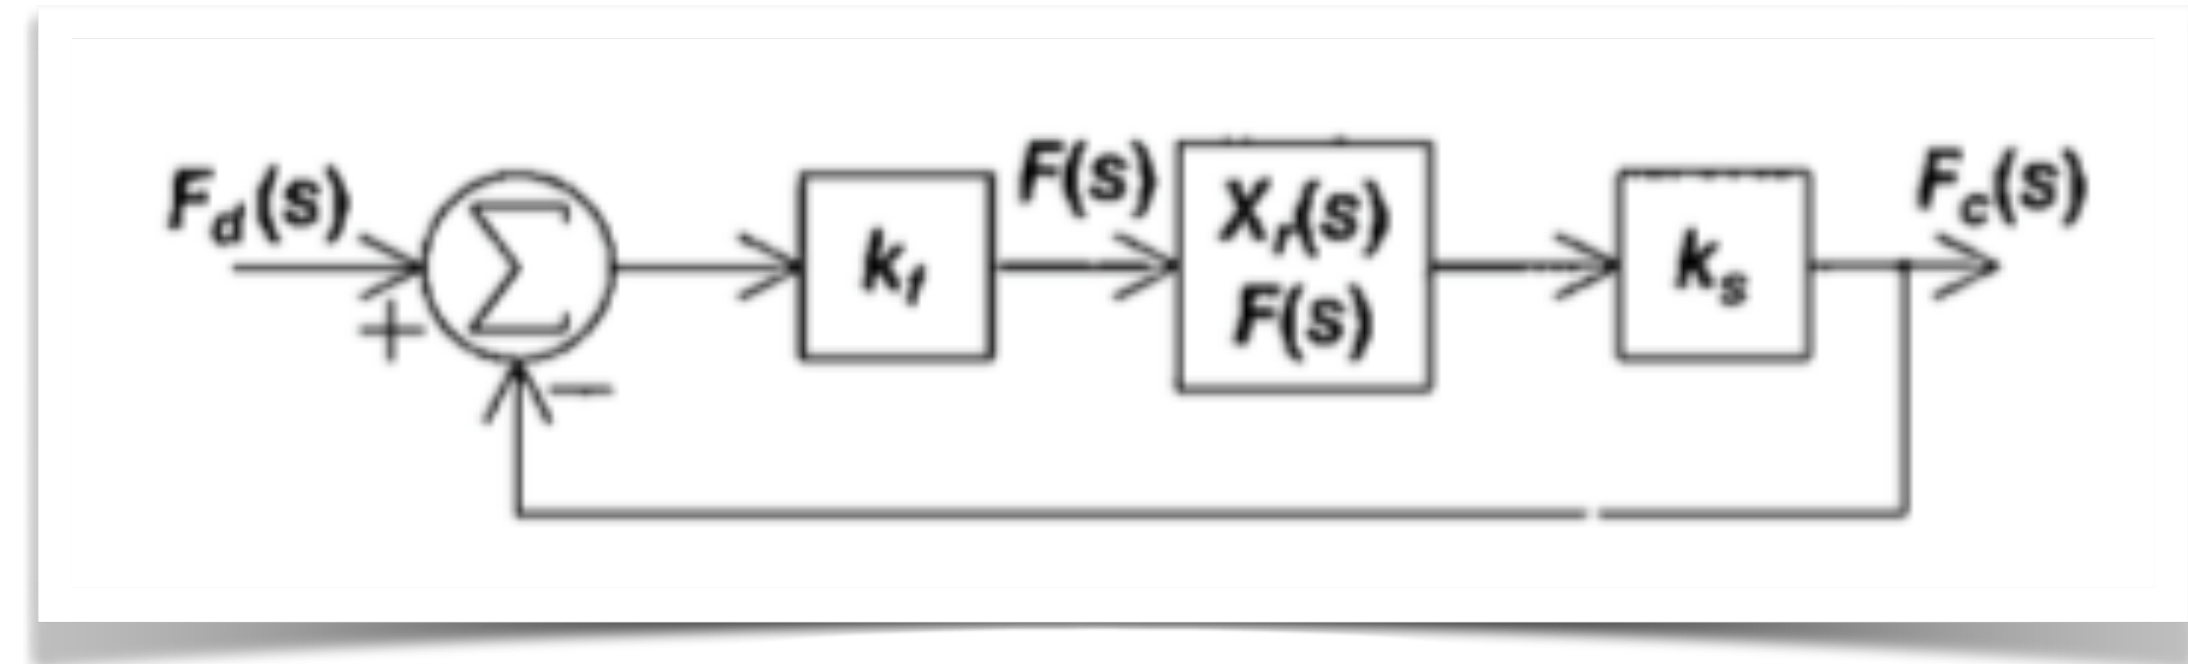 F_d(s)
+
Σ
−
k_f
F(s)
X_r(s)
F(s)
k_s
F_c(s)